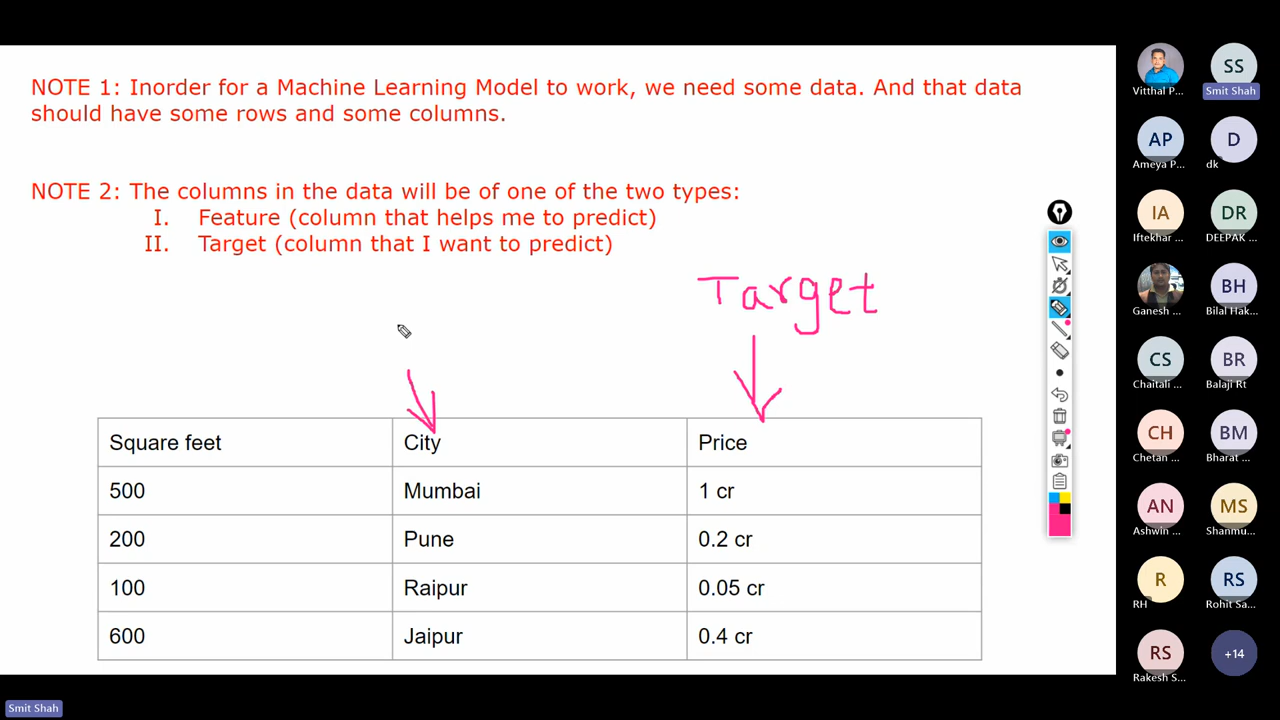 NOTE 1: Inorder for a Machine Learning Model to work, we need some data. And that data
should have some rows and some columns.
NOTE 2: The columns in the data will be of one of the two types:
I. Feature (column that helps me to predict)
II. Target (column that I want to predict)
Target
Square feet City Price
500 Mumbai 1 cr
200 Pune 0.2 cr
100 Raipur 0.05 cr
600 Jaipur 0.4 cr
Vitthal P...
SS
Smit Shah
AP
Ameya P...
D
dk
IA
Iftekhar ...
DR
DEEPAK ...
Ganesh ...
BH
Bilal Hak...
CS
Chaitali ...
BR
Balaji Rt
CH
Chetan ...
BM
Bharat ...
AN
Ashwin ...
MS
Shanmu...
R
RH
RS
Rohit Sa...
RS
Rakesh S...
+14
Smit Shah